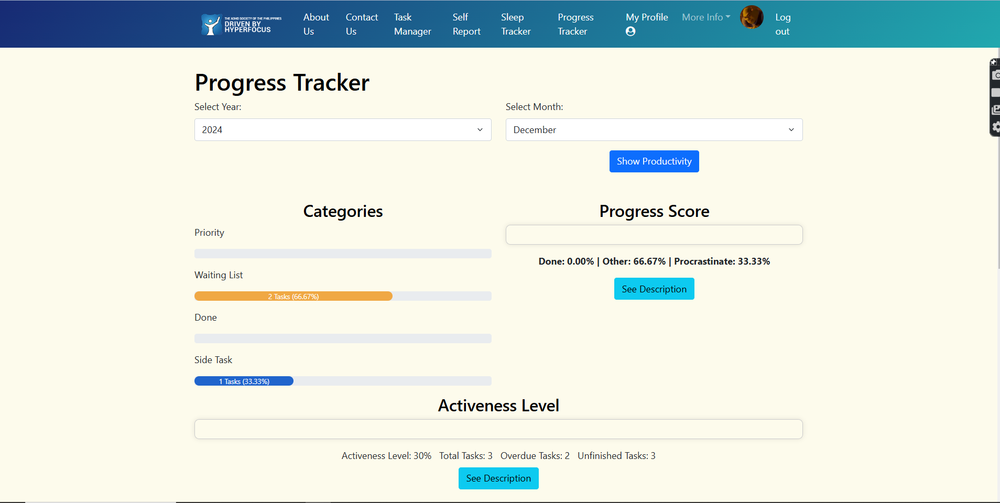 THE ADHD SOCIETY OF THE PHILIPPINES
DRIVEN BY
HYPERFOCUS
About
Us
Contact
Us
Task
Manager
Self
Report
Sleep
Tracker
Progress
Tracker
My Profile
More Info
Log
out
Progress Tracker
Select Year:
2024
Select Month:
December
Show Productivity
Categories
Priority
Waiting List
2 Tasks (66.67%)
Done
Side Task
1 Tasks (33.33%)
Progress Score
Done: 0.00% | Other: 66.67% | Procrastinate: 33.33%
See Description
Activeness Level
Activeness Level: 30% Total Tasks: 3 Overdue Tasks: 2 Unfinished Tasks: 3
See Description